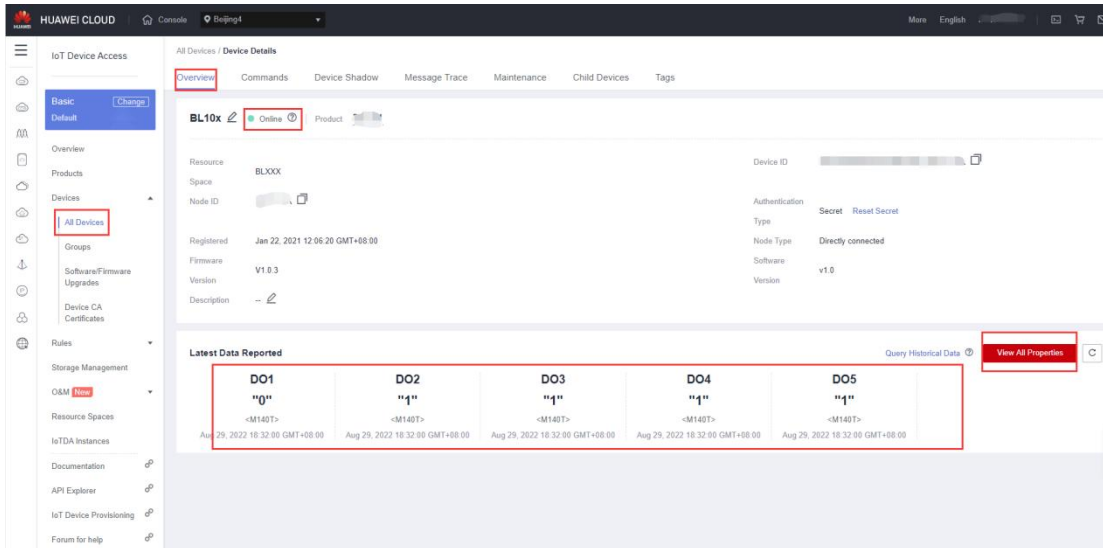 HUAWEI
HUAWEI CLOUD
Console
Beijing4
More
English
IoT Device Access
Basic
Change
Default
Overview
Products
Devices
All Devices
Groups
Software/Firmware
Upgrades
Device CA
Certificates
Rules
Storage Management
O&M New
Resource Spaces
IoTDA Instances
Documentation
API Explorer
IoT Device Provisioning
Forum for help
All Devices / Device Details
Overview Commands Device Shadow Message Trace Maintenance Child Devices Tags
BL10x Online Product
Resource
Space
BLXXX
Device ID
Node ID
Authentication
Type
Secret Reset Secret
Registered Jan 22, 2021 12:06:20 GMT+08:00
Node Type Directly connected
Firmware
Version
V1.0.3
Software
Version
v1.0
Description --
Latest Data Reported
Query Historical Data
View All Properties
DO1 DO2 DO3 DO4 DO5
"0" "1" "1" "1" "1"
<M140T> <M140T> <M140T> <M140T> <M140T>
Aug 29, 2022 18:32:00 GMT+08:00 Aug 29, 2022 18:32:00 GMT+08:00 Aug 29, 2022 18:32:00 GMT+08:00 Aug 29, 2022 18:32:00 GMT+08:00 Aug 29, 2022 18:32:00 GMT+08:00